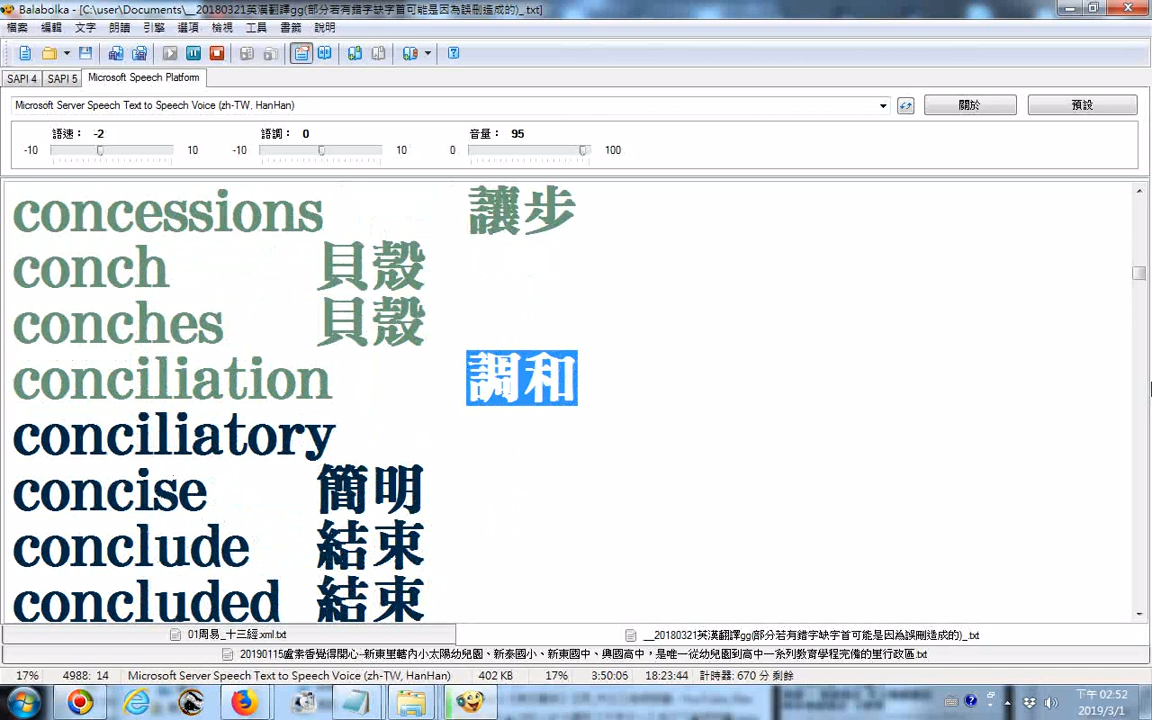 Balabolka - [C:\user\Documents\__20180321英漢翻譯gg(部分若有錯字缺字首可能是因為誤刪造成的)_.txt]
檔案 編輯 文字 朗讀 引擎 選項 檢視 工具 書籤 說明
SAPI 4 SAPI 5 Microsoft Speech Platform
Microsoft Server Speech Text to Speech Voice (zh-TW, HanHan) 關於 預設
語速： -2 語調： 0 音量： 95
-10 10 -10 10 0 100
concessions 讓步
conch 貝殼
conches 貝殼
conciliation 調和
conciliatory
concise 簡明
conclude 結束
concluded 結束
01周易_十三經.xml.txt __20180321英漢翻譯gg(部分若有錯字缺字首可能是因為誤刪造成的)_.txt
20190115盧素香覺得開心-新東里轄內小太陽幼兒園、新泰國小、新東國中、興國高中，是唯一從幼兒園到高中一系列教育學程完備的里行政區.txt
17% 4988: 14 Microsoft Server Speech Text to Speech Voice (zh-TW, HanHan) 402 KB 17% 3:50:06 18:23:44 計時器: 670 分 剩餘
下午 02:52
2019/3/1